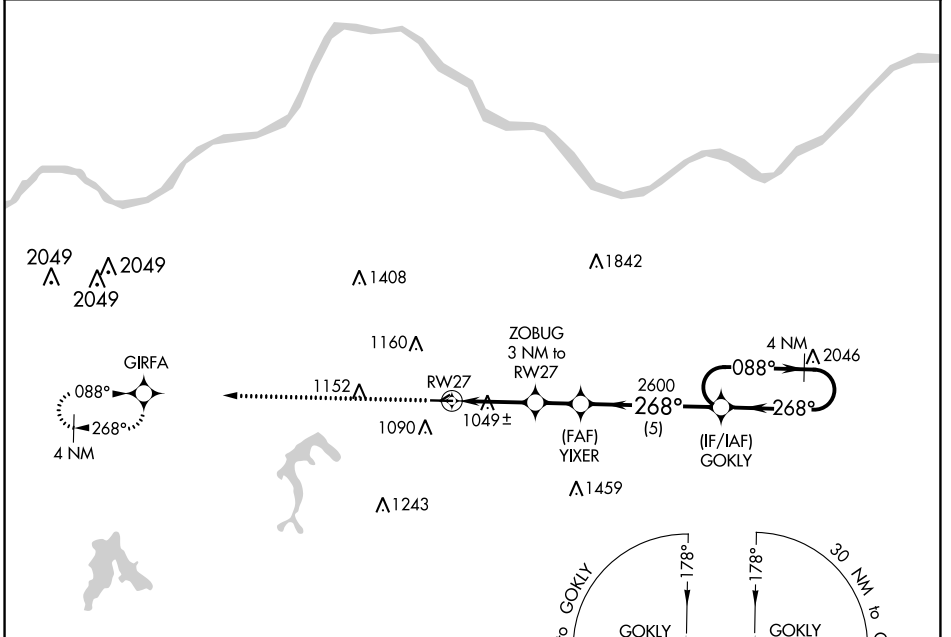 2049
2049
2049
1408
1842
1160
ZOBUG
3 NM to
RW27
4 NM
2046
088°
GIRFA
1152
RW27
2600
088°
268°
268°
268°
1049±
1090
(5)
4 NM
(FAF)
YIXER
(IF/IAF)
GOKLY
1459
1243
178°
178°
30 NM to
to GOKLY
GOKLY
GOKLY